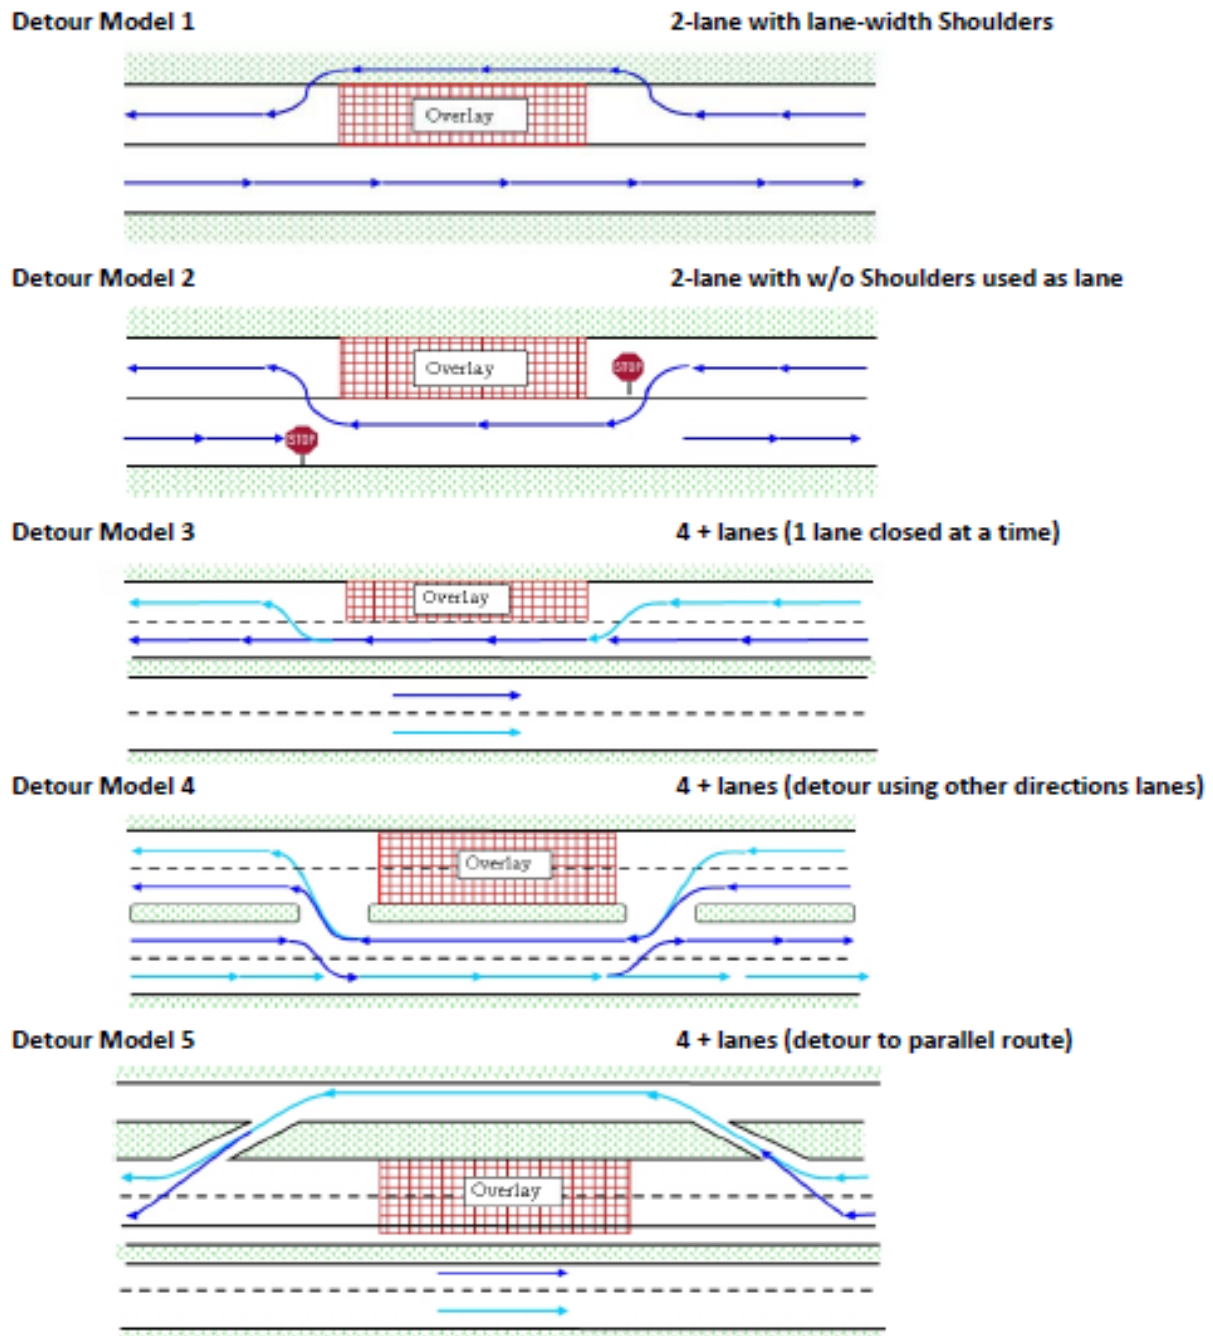 Detour Model 1 2-lane with lane-width Shoulders
Overlay
Detour Model 2 2-lane with w/o Shoulders used as lane
Overlay
STOP
STOP
Detour Model 3 4 + lanes (1 lane closed at a time)
Overlay
Detour Model 4 4 + lanes (detour using other directions lanes)
Overlay
Detour Model 5 4 + lanes (detour to parallel route)
Overlay